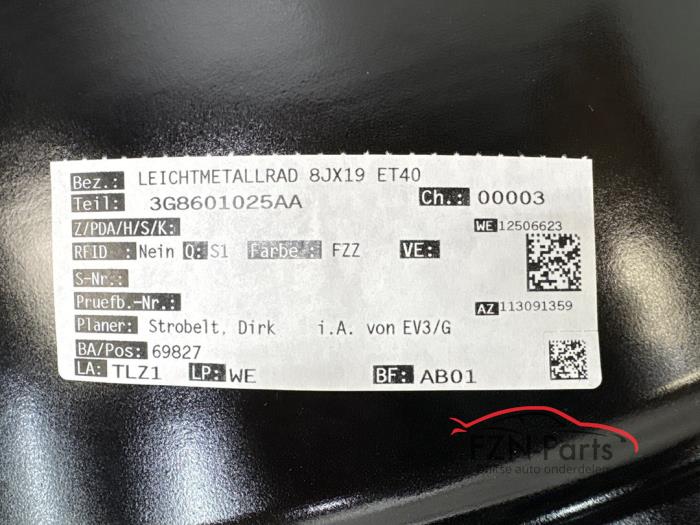 Bez.: LEICHTMETALLRAD 8JX19 ET40
Teil: 3G8601025AA Ch.: 00003
Z/PDA/H/S/K: WE 12506623
RFID: Nein Q: S1 Farbe : FZZ VE:
S-Nr.:
Pruefb.-Nr.: AZ 113091359
Planer: Strobelt, Dirk i.A. von EV3/G
BA/Pos: 69827
LA: TLZ1 LP: WE BF: AB01
FZN-Parts
auto onderdelen